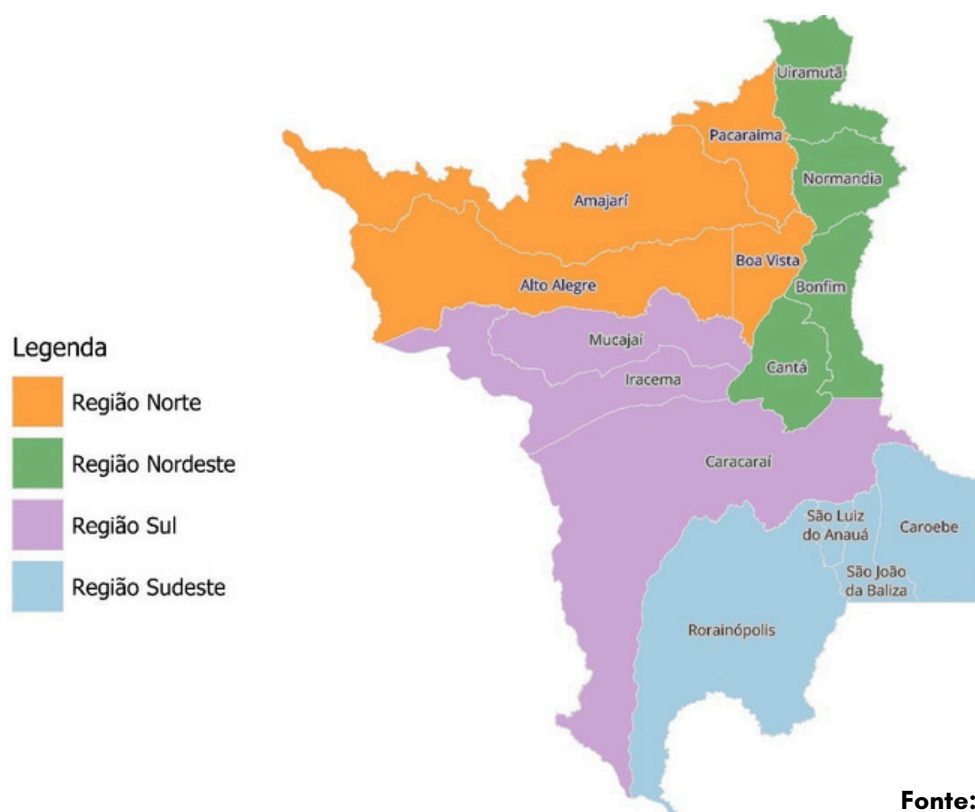 Uiramutã
Pacaraima
Normandia
Amajarí
Boa Vista
Alto Alegre
Bonfim
Mucajaí
Cantá
Iracema
Caracaraí
São Luiz
do Anauá
Caroebe
São João
da Baliza
Rorainópolis
Legenda
Região Norte
Região Nordeste
Região Sul
Região Sudeste
Fonte: